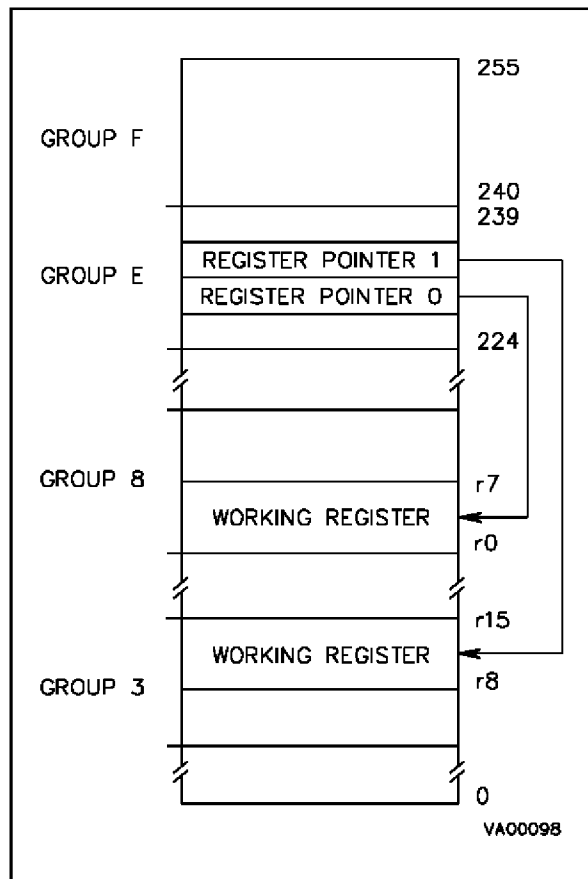 255
GROUP F
240
239
REGISTER POINTER 1
GROUP E
REGISTER POINTER 0
224
GROUP 8
r7
WORKING REGISTER
r0
r15
WORKING REGISTER
GROUP 3
r8
0
VA00098